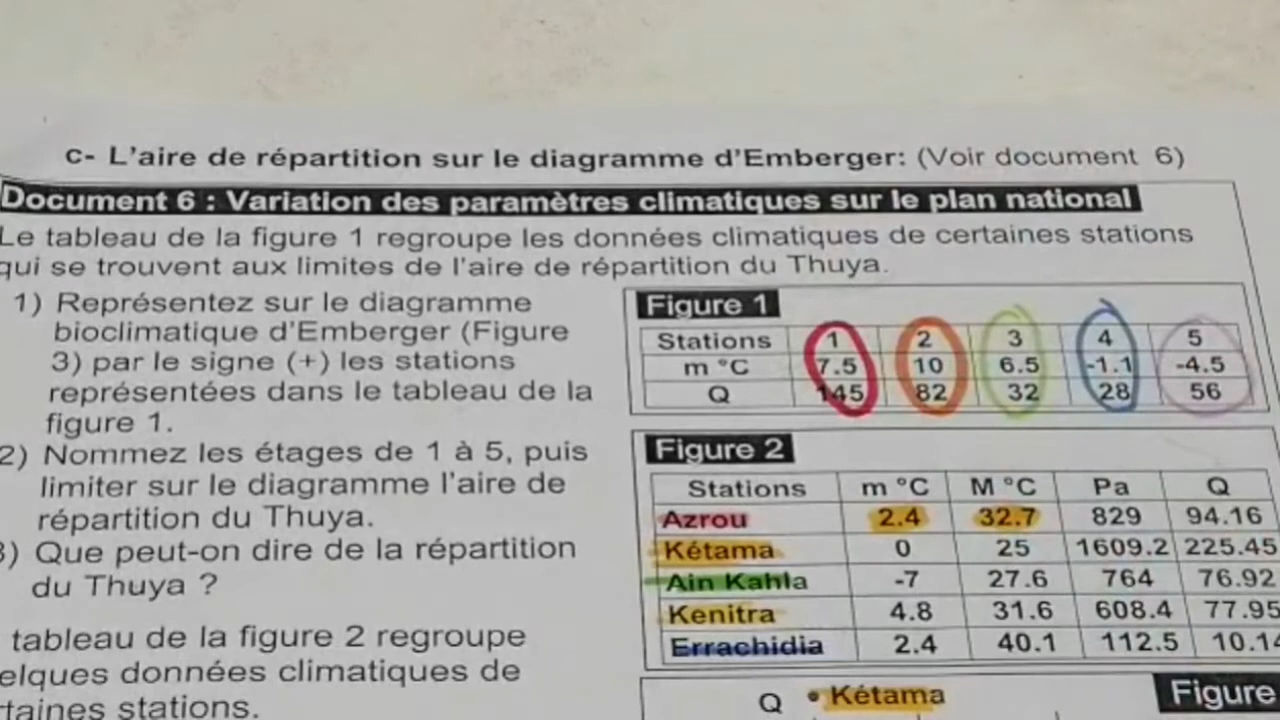 c- L'aire de répartition sur le diagramme d'Emberger: (Voir document 6)
Document 6 : Variation des paramètres climatiques sur le plan national
Le tableau de la figure 1 regroupe les données climatiques de certaines stations
qui se trouvent aux limites de l'aire de répartition du Thuya.
1) Représentez sur le diagramme
bioclimatique d'Emberger (Figure
3) par le signe (+) les stations
représentées dans le tableau de la
figure 1.
2) Nommez les étages de 1 à 5, puis
limiter sur le diagramme l'aire de
répartition du Thuya.
3) Que peut-on dire de la répartition
du Thuya ?
tableau de la figure 2 regroupe
elques données climatiques de
rtaines stations.
Figure 1
Stations 1 2 3 4 5
m °C 7.5 10 6.5 -1.1 -4.5
Q 145 82 32 28 56
Figure 2
Stations m °C M °C Pa Q
Azrou 2.4 32.7 829 94.16
Kétama 0 25 1609.2 225.45
Ain Kahla -7 27.6 764 76.92
Kenitra 4.8 31.6 608.4 77.95
Errachidia 2.4 40.1 112.5 10.14
Q • Kétama
Figure